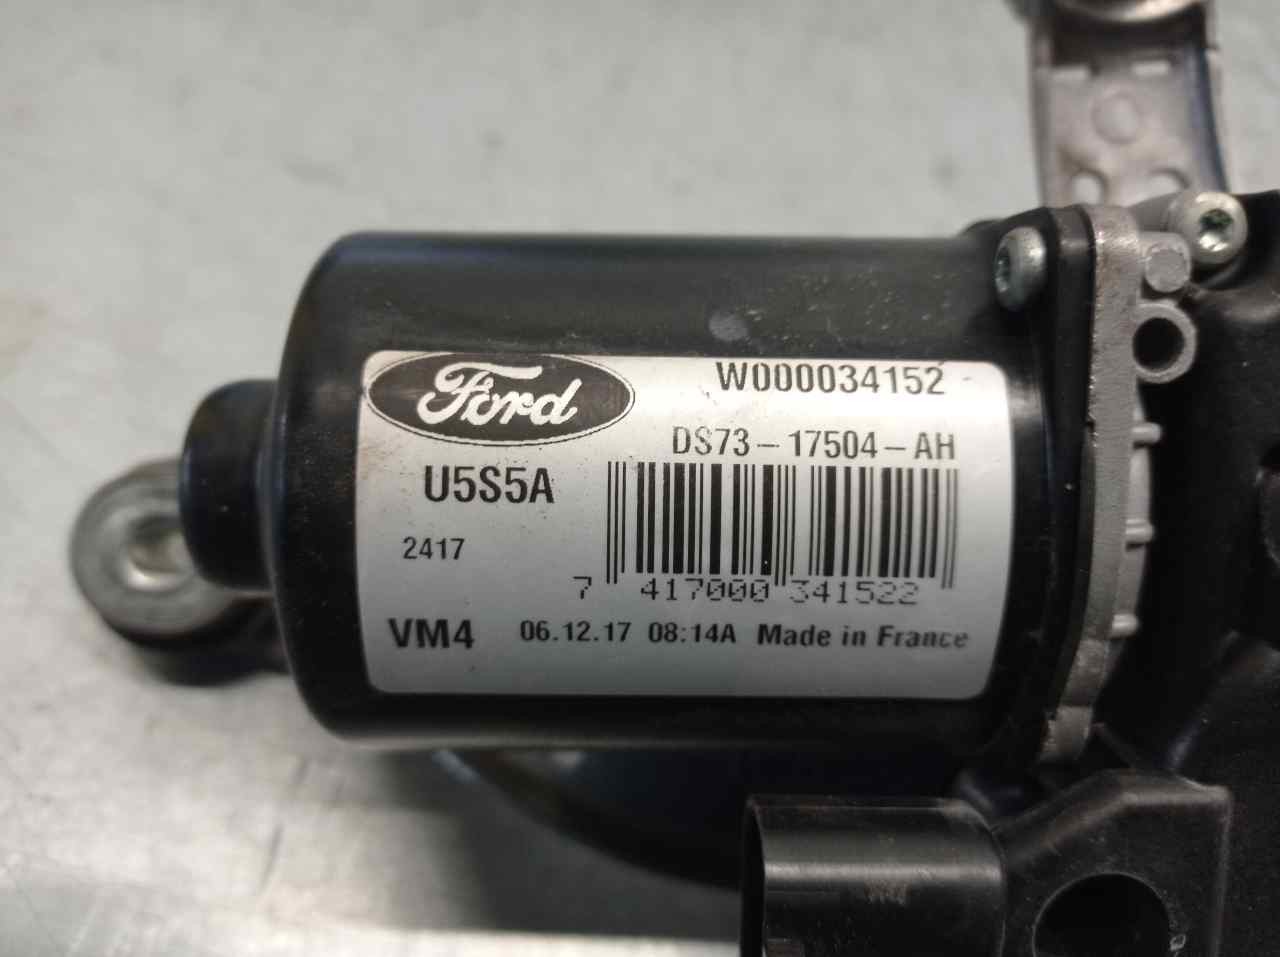 Ford
W000034152
DS73-17504-AH
U5S5A
2417
7 417000 341522
VM4 06.12.17 08:14A Made in France